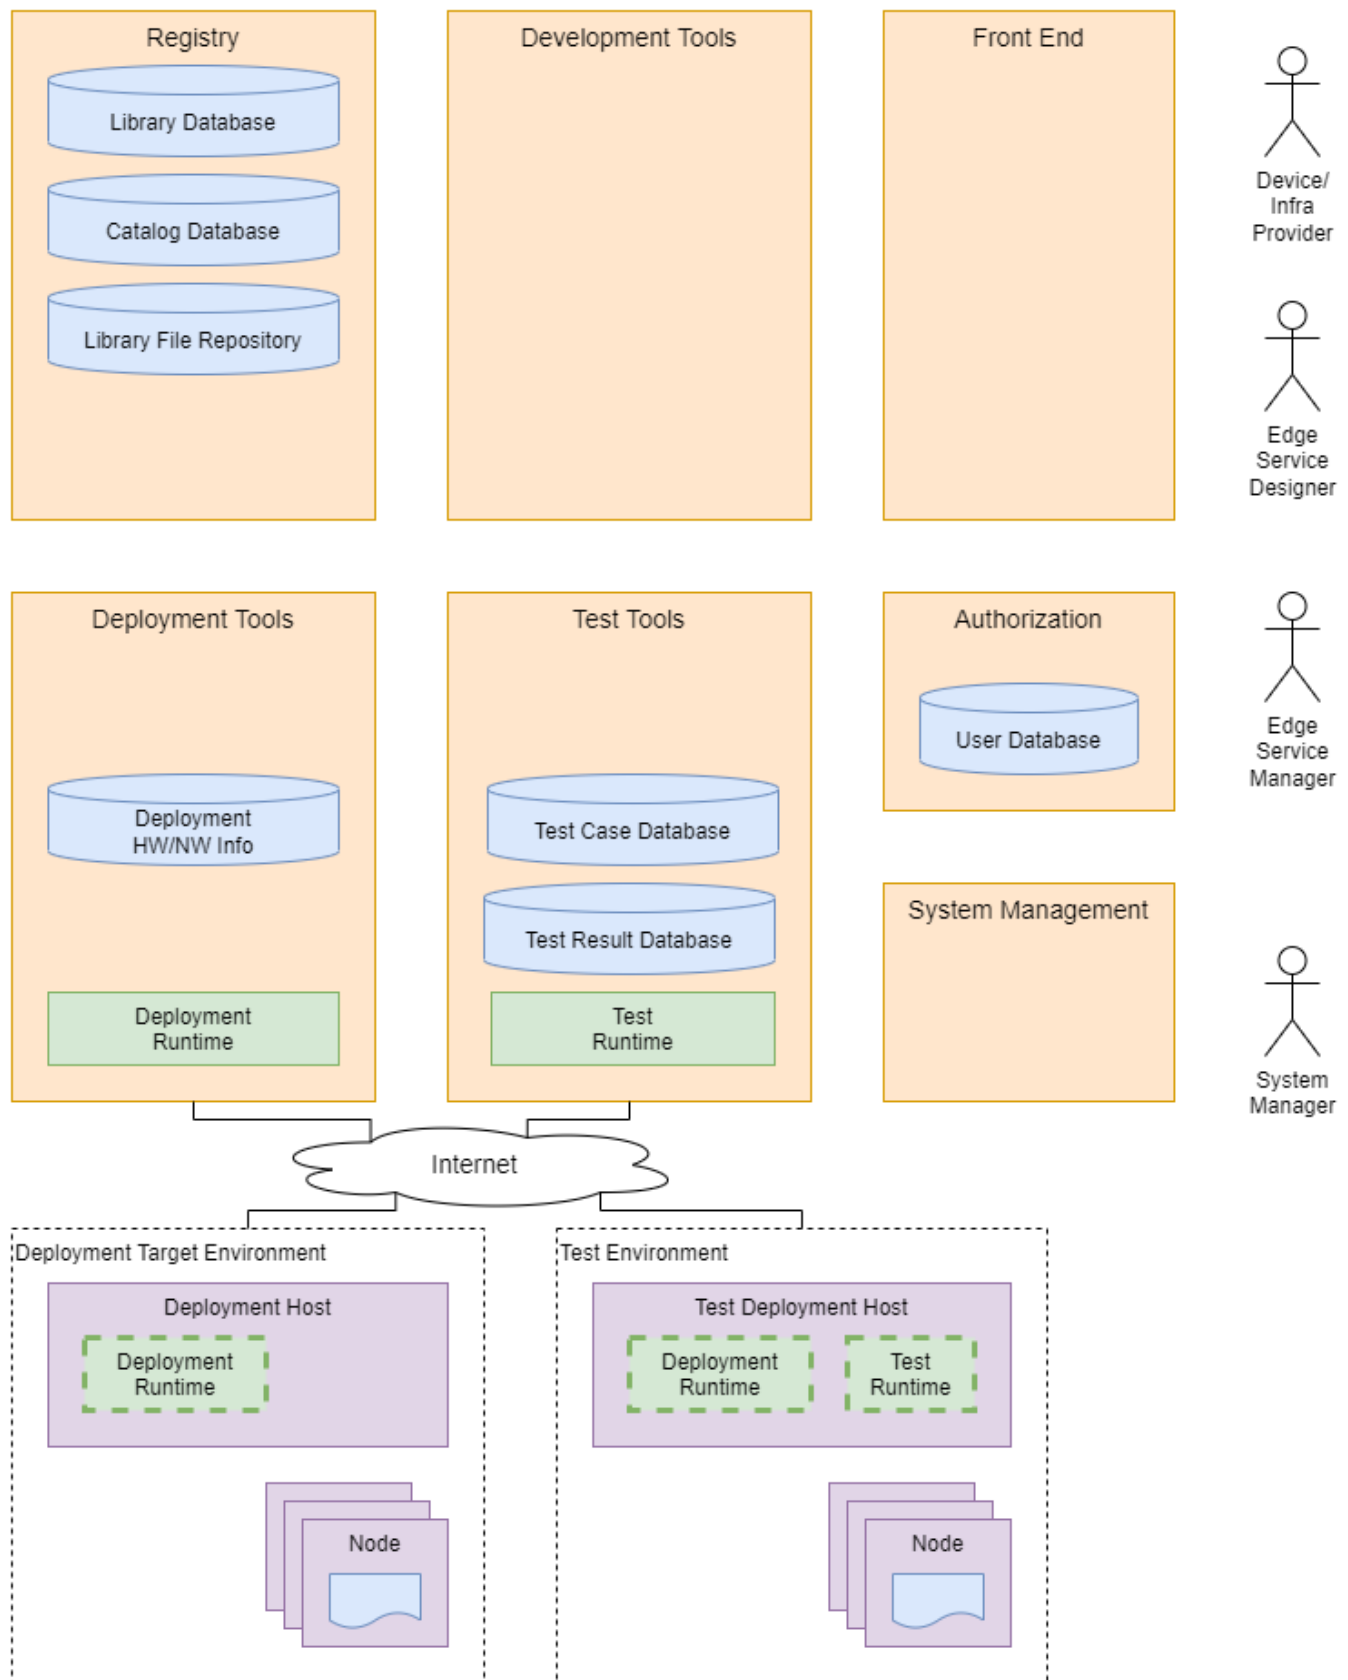 Registry
Library Database
Catalog Database
Library File Repository
Development Tools
Front End
Device/
Infra
Provider
Edge
Service
Designer
Deployment Tools
Deployment
HW/NW Info
Deployment
Runtime
Test Tools
Test Case Database
Test Result Database
Test
Runtime
Authorization
User Database
System Management
Edge
Service
Manager
System
Manager
Internet
Deployment Target Environment
Deployment Host
Deployment
Runtime
Node
Test Environment
Test Deployment Host
Deployment
Runtime
Test
Runtime
Node